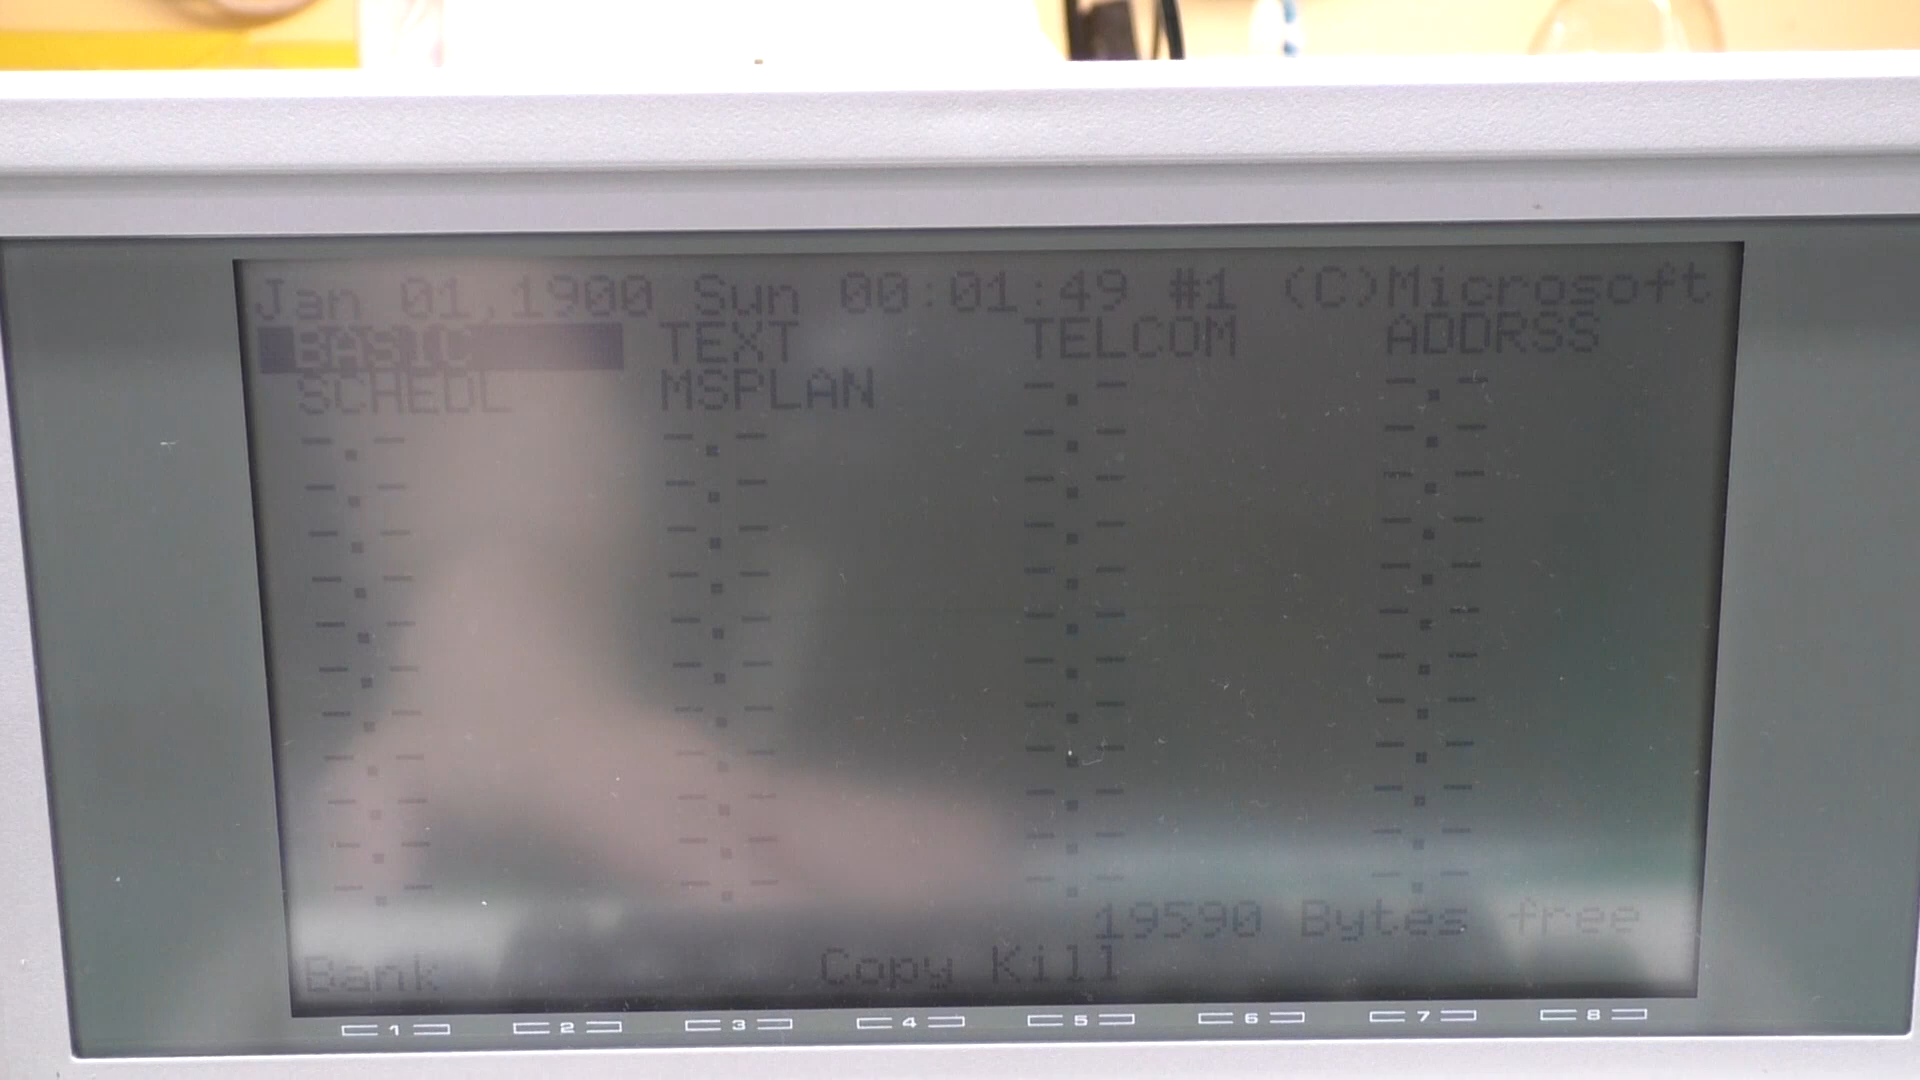 Jan 01,1900 Sun 00:01:49 #1 (C)Microsoft
BASIC TEXT TELCOM ADDRSS
SCHEDL MSPLAN -.- -.-
-.- -.- -.- -.-
-.- -.- -.- -.-
-.- -.- -.- -.-
-.- -.- -.- -.-
-.- -.- -.- -.-
-.- -.- -.- -.-
-.- -.- -.- -.-
-.- -.- -.- -.-
-.- -.- -.- -.-
-.- -.- -.- -.-
-.- -.- -.- -.-
19590 Bytes free
Bank Copy Kill
1 2 3 4 5 6 7 8